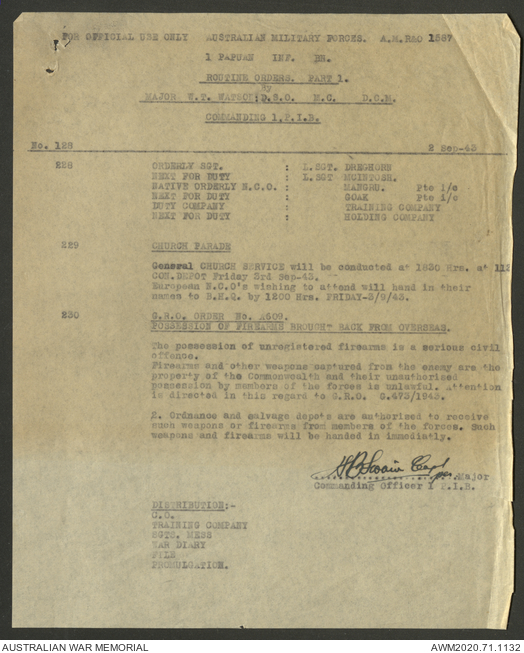 FOR OFFICIAL USE ONLY AUSTRALIAN MILITARY FORCES. A.M.R&O 1587
1 PAPUAN INF. BN.
ROUTINE ORDERS. PART 1.
by
MAJOR W.T. WATSON D.S.O. M.C. D.C.M.
COMMANDING 1,P.I.B.
No. 128 2 Sep-43
228 ORDERLY SGT. : L.SGT. DREGHORN
NEXT FOR DUTY : L.SGT MCINTOSH.
NATIVE ORDERLY N.C.O. : MANGRU. Pte l/c
NEXT FOR DUTY : GOAK Pte l/c
DUTY COMPANY : TRAINING COMPANY
NEXT FOR DUTY : HOLDING COMPANY
229 CHURCH PARADE
General CHURCH SERVICE will be conducted at 1830 Hrs. at 112
CON.DEPOT Friday 3rd Sep-43.
European N.C.O's wishing to attend will hand in their
names to B.H.Q. by 1200 Hrs. FRIDAY-3/9/43.
230 G.R.O. ORDER No. A609.
POSSESSION OF FIREARMS BROUGHT BACK FROM OVERSEAS.
The possession of unregistered firearms is a serious civil
offence.
Firearms and other weapons captured from the enemy are the
property of the Commonwealth and their unauthorised
possession by members of the forces is unlawful. Attention
is directed in this regard to G.R.O. G.473/1943.
2. Ordnance and salvage depots are authorised to receive
such weapons or firearms from members of the forces. Such
weapons and firearms will be handed in immediatly.
Swain Capt
Major
Commanding Officer 1 P.I.B.
DISTRIBUTION:-
C.O.
TRAINING COMPANY
SGTS. MESS
WAR DIARY
FILE
PROMULGATION.
AUSTRALIAN WAR MEMORIAL AWM2020.71.1132